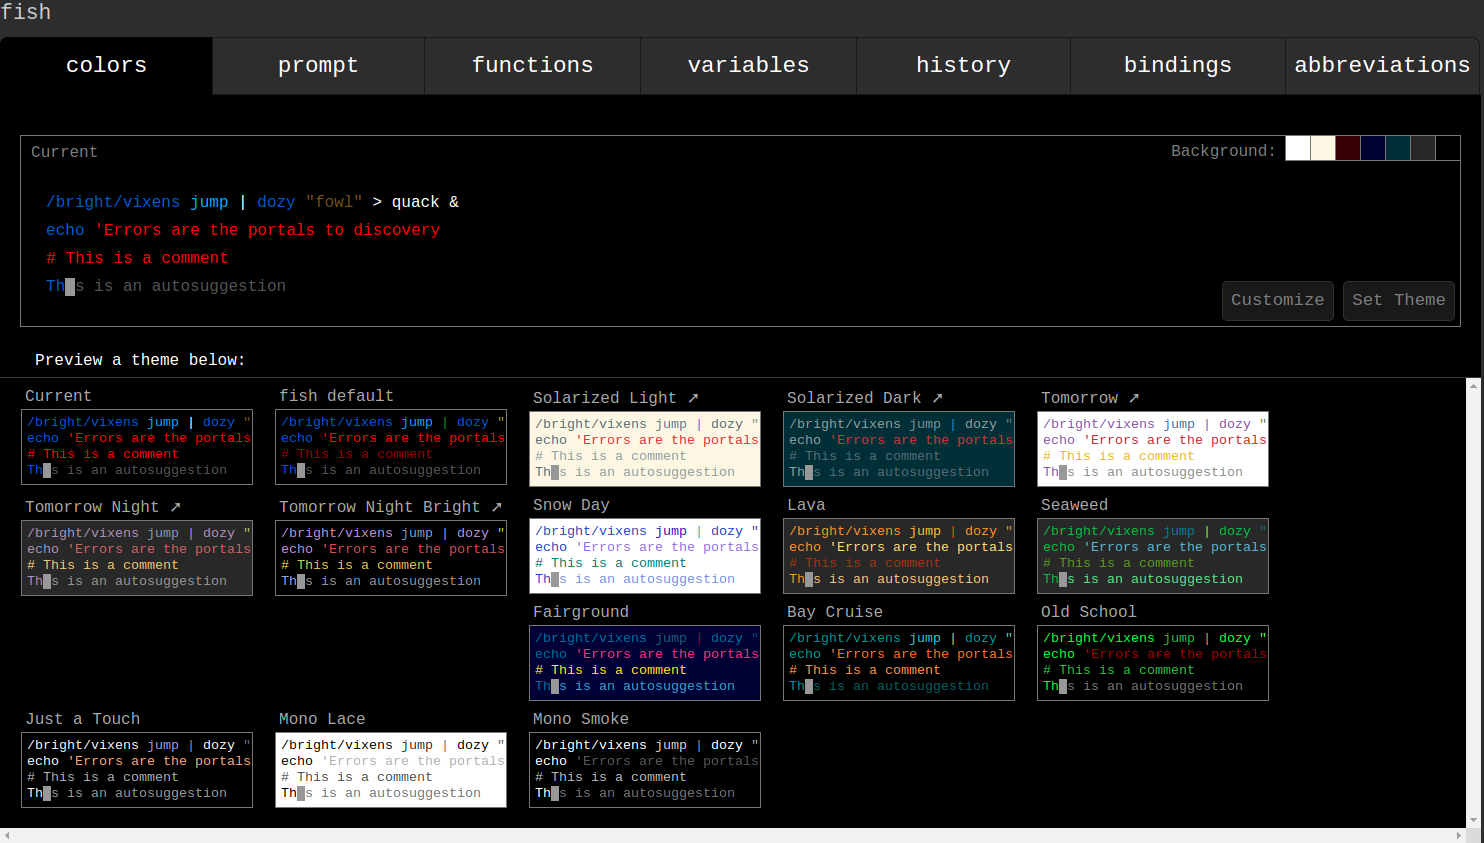 fish
colors prompt functions variables history bindings abbreviations
Current Background:
/bright/vixens jump | dozy "fowl" > quack &
echo 'Errors are the portals to discovery
# This is a comment
Th s is an autosuggestion
Customize Set Theme
Preview a theme below:
Current
/bright/vixens jump | dozy "
echo 'Errors are the portals
# This is a comment
Th s is an autosuggestion
fish default
/bright/vixens jump | dozy "
echo 'Errors are the portals
# This is a comment
Th s is an autosuggestion
Solarized Light ➚
/bright/vixens jump | dozy "
echo 'Errors are the portals
# This is a comment
Th s is an autosuggestion
Solarized Dark ➚
/bright/vixens jump | dozy "
echo 'Errors are the portals
# This is a comment
Th s is an autosuggestion
Tomorrow ➚
/bright/vixens jump | dozy "
echo 'Errors are the portals
# This is a comment
Th s is an autosuggestion
Tomorrow Night ➚
/bright/vixens jump | dozy "
echo 'Errors are the portals
# This is a comment
Th s is an autosuggestion
Tomorrow Night Bright ➚
/bright/vixens jump | dozy "
echo 'Errors are the portals
# This is a comment
Th s is an autosuggestion
Snow Day
/bright/vixens jump | dozy "
echo 'Errors are the portals
# This is a comment
Th s is an autosuggestion
Lava
/bright/vixens jump | dozy "
echo 'Errors are the portals
# This is a comment
Th s is an autosuggestion
Seaweed
/bright/vixens jump | dozy "
echo 'Errors are the portals
# This is a comment
Th s is an autosuggestion
Fairground
/bright/vixens jump | dozy "
echo 'Errors are the portals
# This is a comment
Th s is an autosuggestion
Bay Cruise
/bright/vixens jump | dozy "
echo 'Errors are the portals
# This is a comment
Th s is an autosuggestion
Old School
/bright/vixens jump | dozy "
echo 'Errors are the portals
# This is a comment
Th s is an autosuggestion
Just a Touch
/bright/vixens jump | dozy "
echo 'Errors are the portals
# This is a comment
Th s is an autosuggestion
Mono Lace
/bright/vixens jump | dozy "
echo 'Errors are the portals
# This is a comment
Th s is an autosuggestion
Mono Smoke
/bright/vixens jump | dozy "
echo 'Errors are the portals
# This is a comment
Th s is an autosuggestion